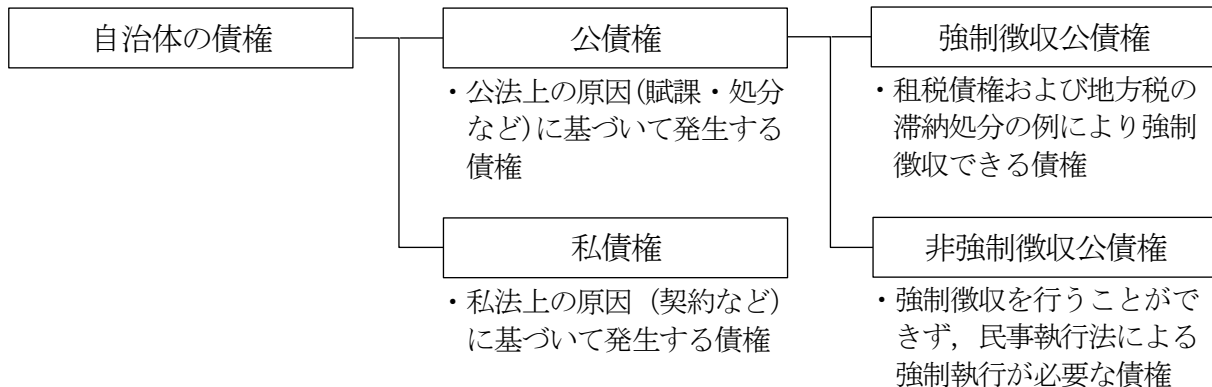 自治体の債権
公債権
・公法上の原因(賦課・処分
など)に基づいて発生する
債権
私債権
・私法上の原因（契約など）
に基づいて発生する債権
強制徴収公債権
・租税債権および地方税の
滞納処分の例により強制
徴収できる債権
非強制徴収公債権
・強制徴収を行うことがで
きず，民事執行法による
強制執行が必要な債権